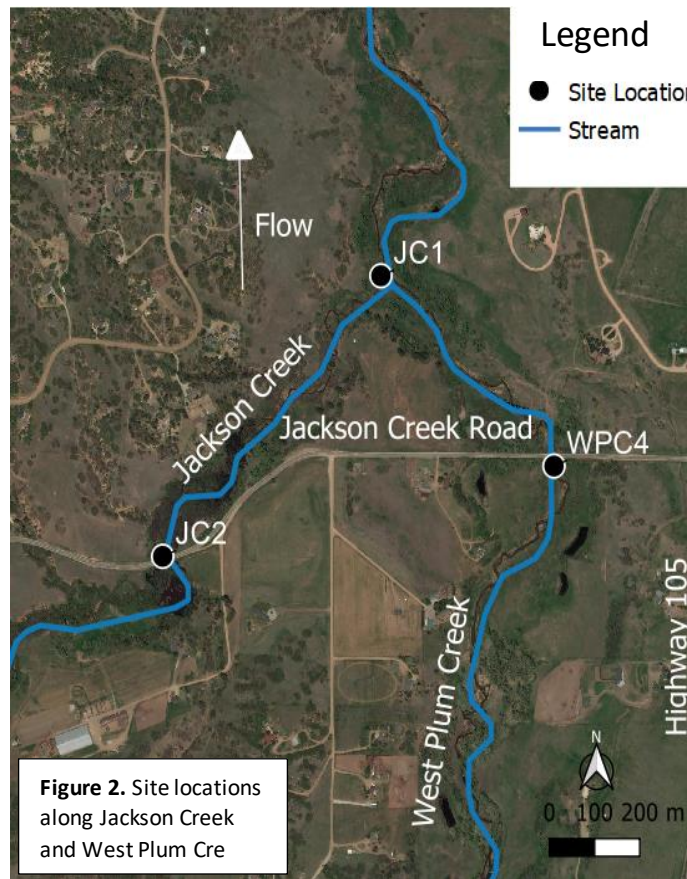 Legend
Site Location
Stream
Flow
JC1
Jackson Creek
Jackson Creek Road
WPC4
JC2
West Plum Creek
Highway 105
N
0 100 200 m
Figure 2. Site locations
along Jackson Creek
and West Plum Cre